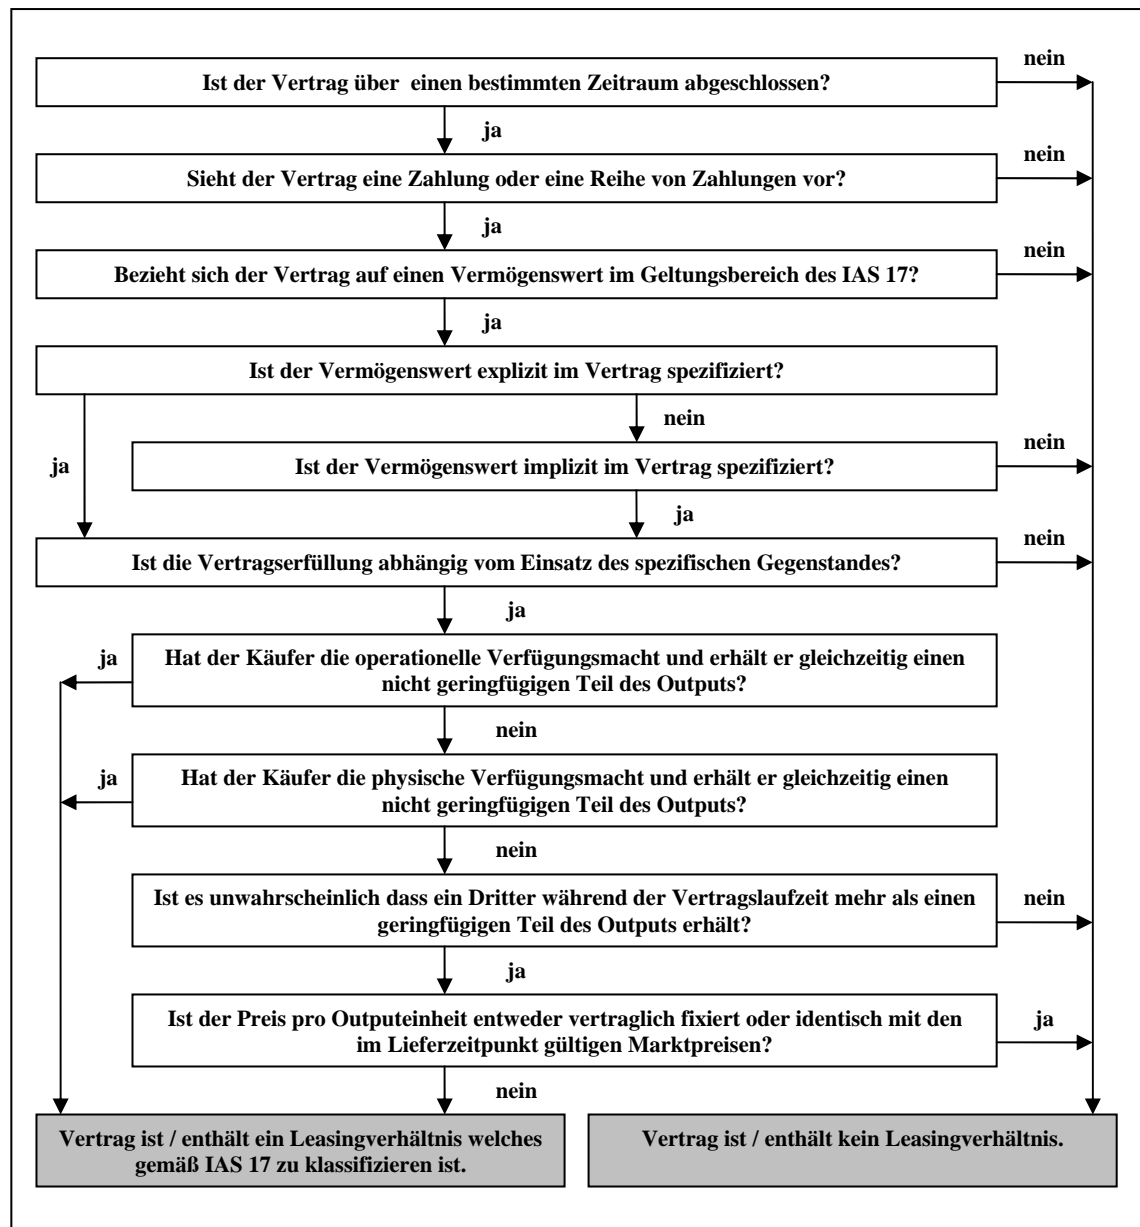 nein
Ist der Vertrag über einen bestimmten Zeitraum abgeschlossen?
ja
nein
Sieht der Vertrag eine Zahlung oder eine Reihe von Zahlungen vor?
ja
nein
Bezieht sich der Vertrag auf einen Vermögenswert im Geltungsbereich des IAS 17?
ja
Ist der Vermögenswert explizit im Vertrag spezifiziert?
nein
ja
nein
Ist der Vermögenswert implizit im Vertrag spezifiziert?
ja
nein
Ist die Vertragserfüllung abhängig vom Einsatz des spezifischen Gegenstandes?
ja
ja
Hat der Käufer die operationelle Verfügungsmacht und erhält er gleichzeitig einen
nicht geringfügigen Teil des Outputs?
nein
ja
Hat der Käufer die physische Verfügungsmacht und erhält er gleichzeitig einen
nicht geringfügigen Teil des Outputs?
nein
Ist es unwahrscheinlich dass ein Dritter während der Vertragslaufzeit mehr als einen
geringfügigen Teil des Outputs erhält?
nein
ja
Ist der Preis pro Outputeinheit entweder vertraglich fixiert oder identisch mit den
im Lieferzeitpunkt gültigen Marktpreisen?
ja
nein
Vertrag ist / enthält ein Leasingverhältnis welches
gemäß IAS 17 zu klassifizieren ist.
Vertrag ist / enthält kein Leasingverhältnis.